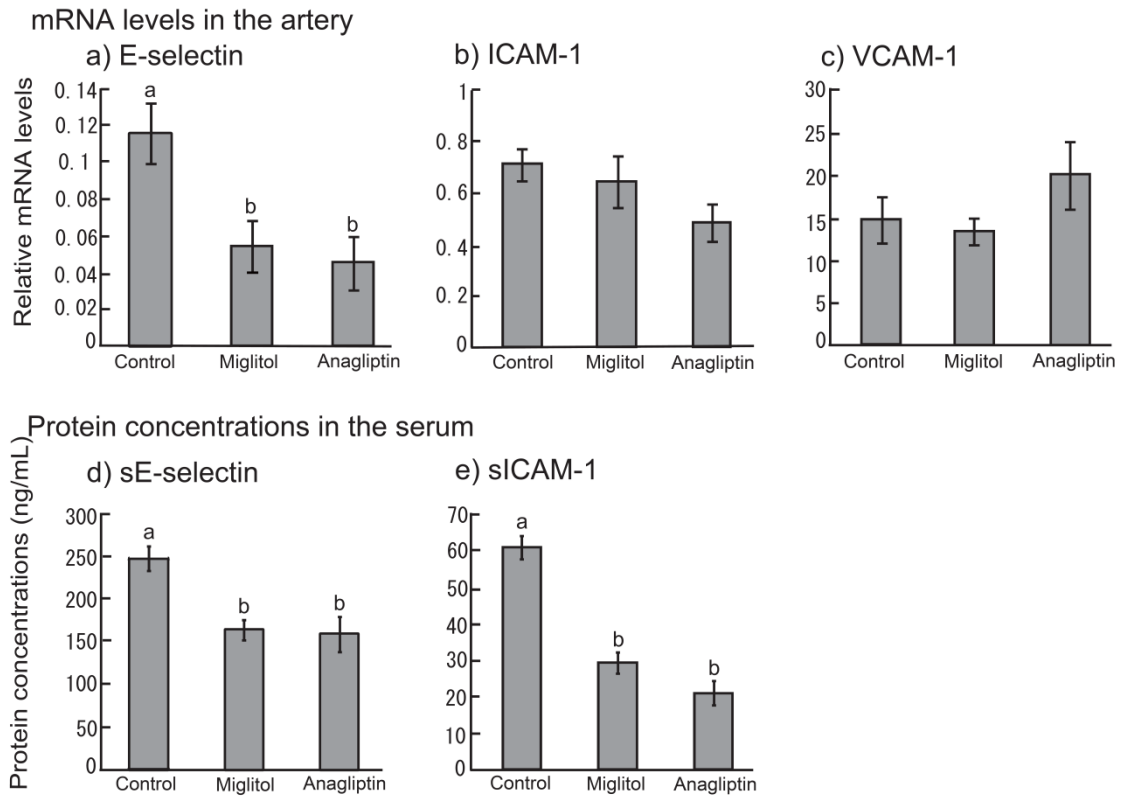 mRNA levels in the artery
a) E-selectin
b) ICAM-1
c) VCAM-1
Relative mRNA levels
0.14
0.12
0.1
0.08
0.06
0.04
0.02
0
a
b
b
Control Miglitol Anagliptin
1
0.8
0.6
0.4
0.2
0
Control Miglitol Anagliptin
30
25
20
15
10
5
0
Control Miglitol Anagliptin
Protein concentrations in the serum
d) sE-selectin
e) sICAM-1
Protein concentrations (ng/mL)
300
250
200
150
100
50
0
a
b
b
Control Miglitol Anagliptin
70
60
50
40
30
20
10
0
a
b
b
Control Miglitol Anagliptin